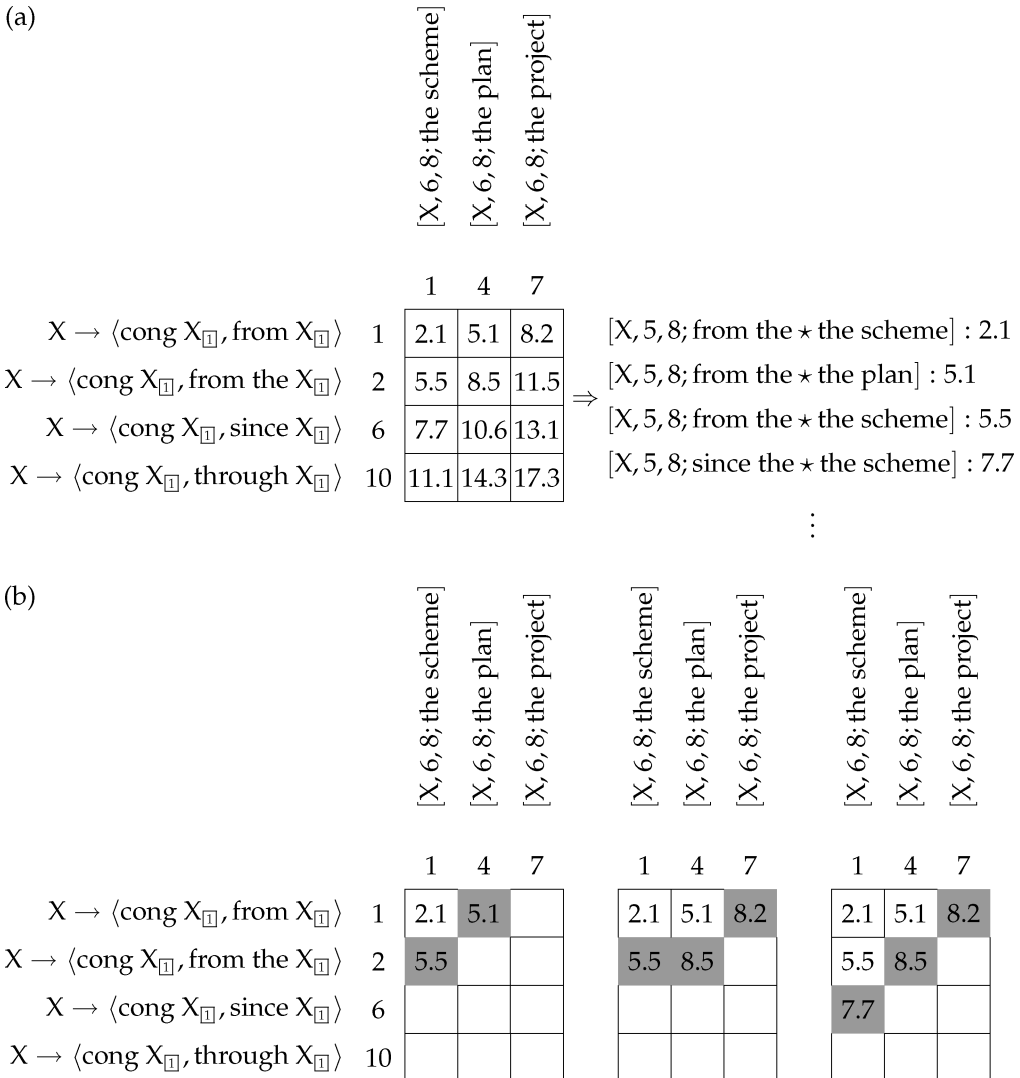 (a)
[X, 6, 8; the scheme]
[X, 6, 8; the plan]
[X, 6, 8; the project]
1 4 7
X → ⟨cong X1, from X1⟩ 1 2.1 5.1 8.2
X → ⟨cong X1, from the X1⟩ 2 5.5 8.5 11.5
X → ⟨cong X1, since X1⟩ 6 7.7 10.6 13.1
X → ⟨cong X1, through X1⟩ 10 11.1 14.3 17.3
⇒
[X, 5, 8; from the ⋆ the scheme] : 2.1
[X, 5, 8; from the ⋆ the plan] : 5.1
[X, 5, 8; from the ⋆ the scheme] : 5.5
[X, 5, 8; since the ⋆ the scheme] : 7.7
⋮
(b)
[X, 6, 8; the scheme]
[X, 6, 8; the plan]
[X, 6, 8; the project]
[X, 6, 8; the scheme]
[X, 6, 8; the plan]
[X, 6, 8; the project]
[X, 6, 8; the scheme]
[X, 6, 8; the plan]
[X, 6, 8; the project]
1 4 7 1 4 7 1 4 7
X → ⟨cong X1, from X1⟩ 1 2.1 5.1 2.1 5.1 8.2 2.1 5.1 8.2
X → ⟨cong X1, from the X1⟩ 2 5.5 5.5 8.5 5.5 8.5
X → ⟨cong X1, since X1⟩ 6 7.7
X → ⟨cong X1, through X1⟩ 10